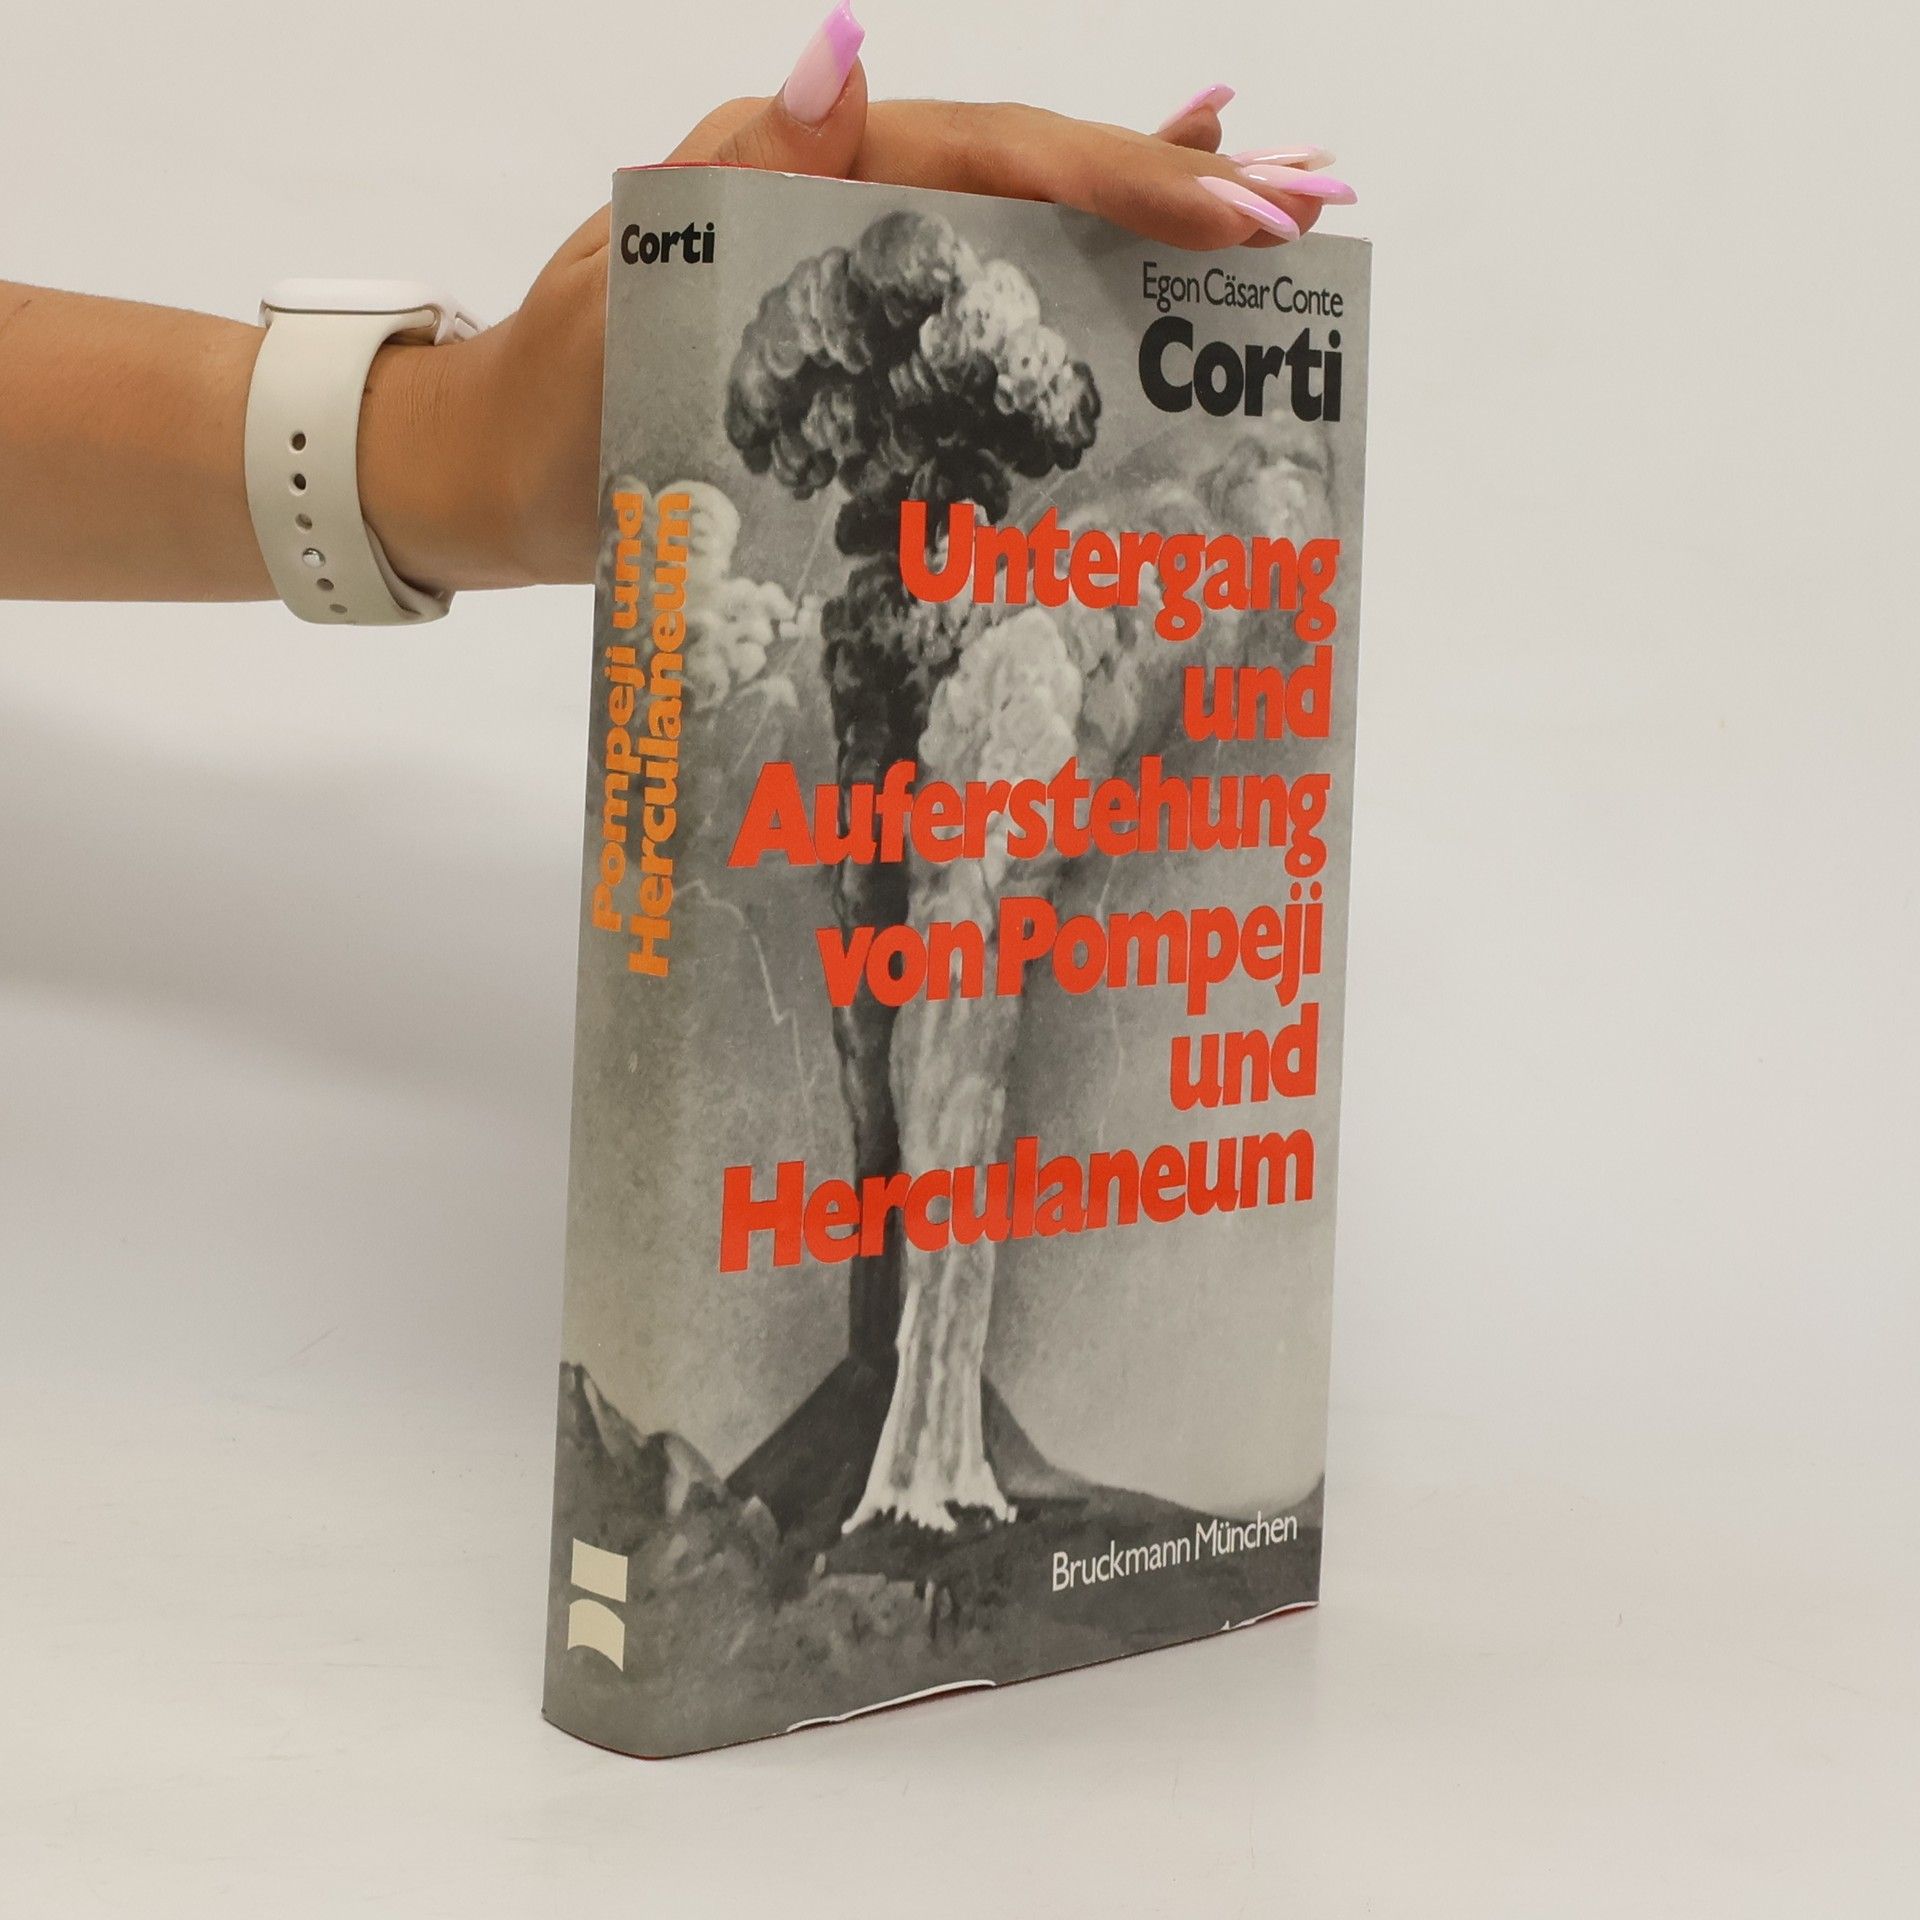 Corti
Pompeji und
Herculaneum
Egon Cäsar Conte
Corti
Untergang
und
Auferstehung
von Pompeji
und
Herculaneum
Bruckmann München